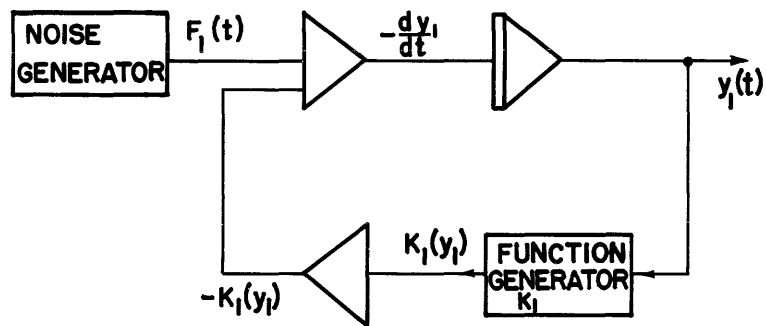 NOISE
GENERATOR
F₁(t)
-dy₁/dt
y₁(t)
K₁(y₁)
FUNCTION
GENERATOR
K₁
-K₁(y₁)